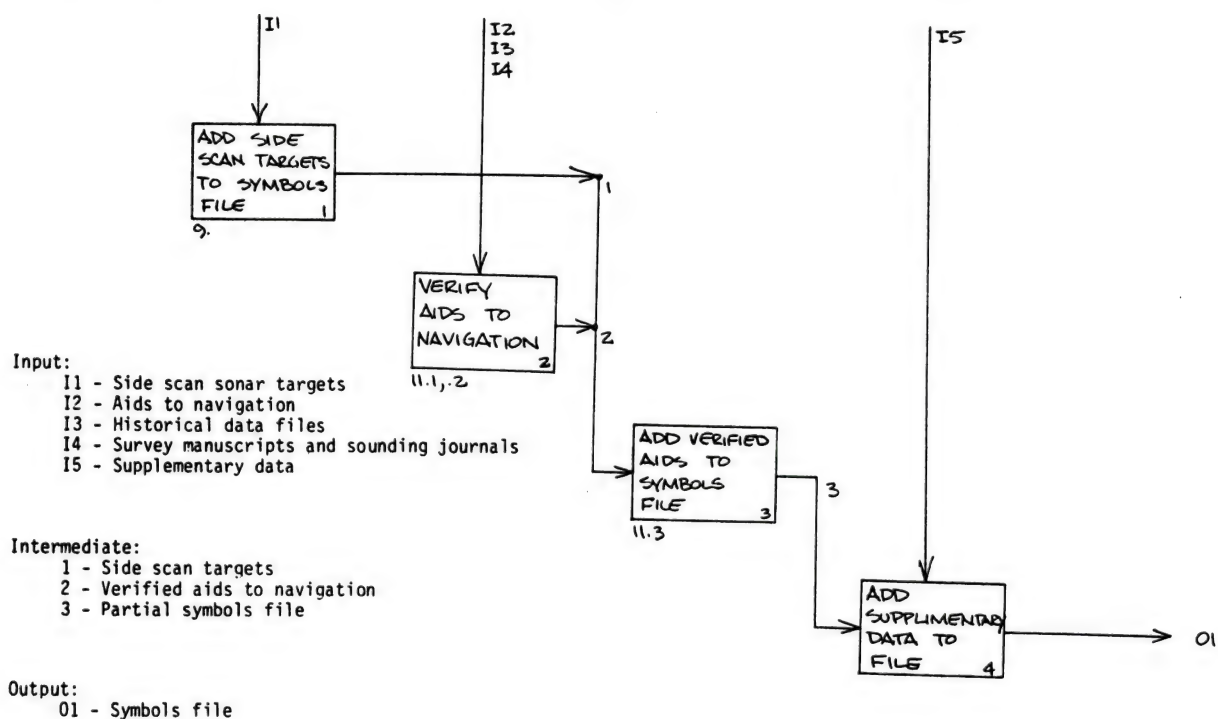 I1
I2
I3
I4
I5
ADD SIDE
SCAN TARGETS
TO SYMBOLS
FILE 1
9.
1
VERIFY
AIDS TO
NAVIGATION
2
11.1,.2
2
Input:
I1 - Side scan sonar targets
I2 - Aids to navigation
I3 - Historical data files
I4 - Survey manuscripts and sounding journals
I5 - Supplementary data
ADD VERIFIED
AIDS TO
SYMBOLS
FILE 3
11.3
3
Intermediate:
1 - Side scan targets
2 - Verified aids to navigation
3 - Partial symbols file
ADD
SUPPLIMENTARY
DATA TO
FILE 4
O1
Output:
O1 - Symbols file